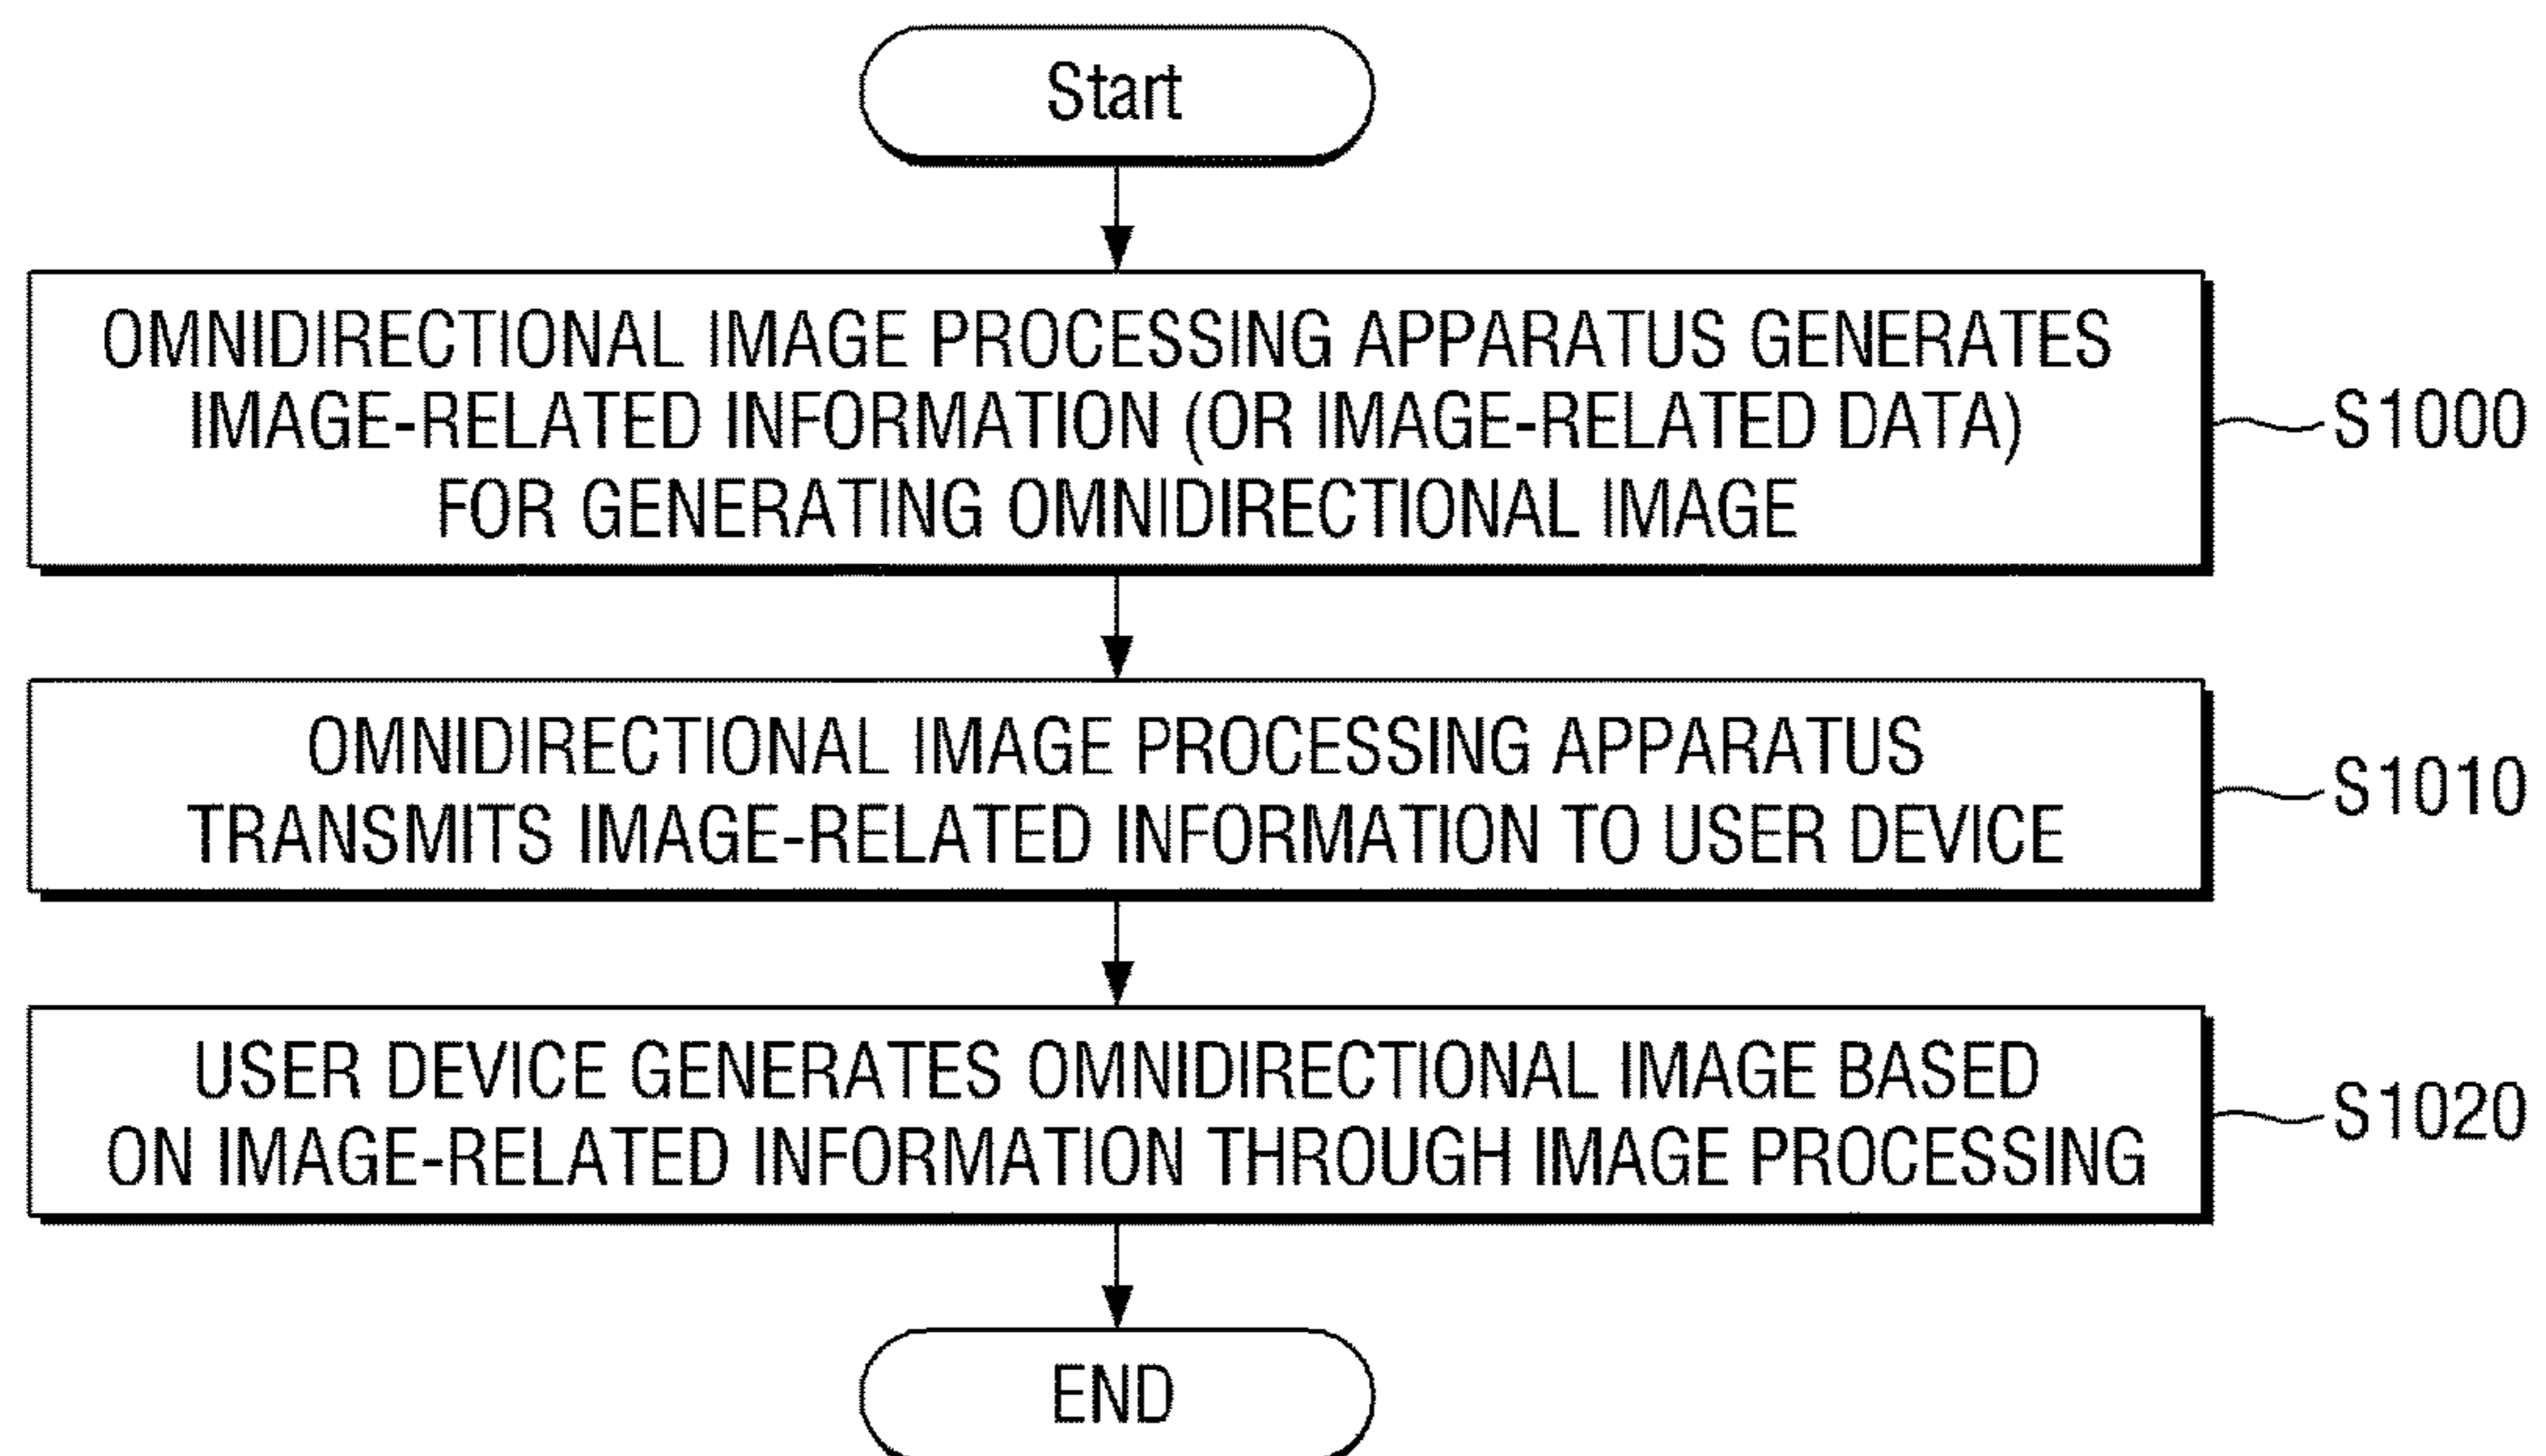 Start
OMNIDIRECTIONAL IMAGE PROCESSING APPARATUS GENERATES
IMAGE-RELATED INFORMATION (OR IMAGE-RELATED DATA)
FOR GENERATING OMNIDIRECTIONAL IMAGE
S1000
OMNIDIRECTIONAL IMAGE PROCESSING APPARATUS
TRANSMITS IMAGE-RELATED INFORMATION TO USER DEVICE
S1010
USER DEVICE GENERATES OMNIDIRECTIONAL IMAGE BASED
ON IMAGE-RELATED INFORMATION THROUGH IMAGE PROCESSING
S1020
END